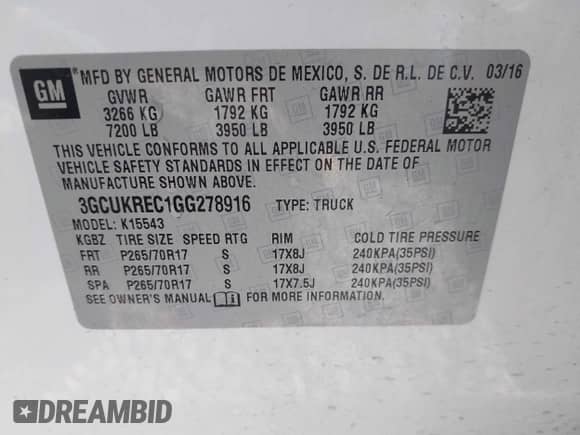 GM
MFD BY GENERAL MOTORS DE MEXICO, S. DE R.L. DE C.V. 03/16
GVWR GAWR FRT GAWR RR
3266 KG 1792 KG 1792 KG
7200 LB 3950 LB 3950 LB
THIS VEHICLE CONFORMS TO ALL APPLICABLE U.S. FEDERAL MOTOR
VEHICLE SAFETY STANDARDS IN EFFECT ON THE DATE OF
MANUFACTURE SHOWN ABOVE.
3GCUKREC1GG278916 TYPE: TRUCK
MODEL: K15543
KGBZ TIRE SIZE SPEED RTG RIM COLD TIRE PRESSURE
FRT P265/70R17 S 17X8J 240KPA(35PSI)
RR P265/70R17 S 17X8J 240KPA(35PSI)
SPA P265/70R17 S 17X7.5J 240KPA(35PSI)
SEE OWNER'S MANUAL FOR MORE INFORMATION
DREAMBID